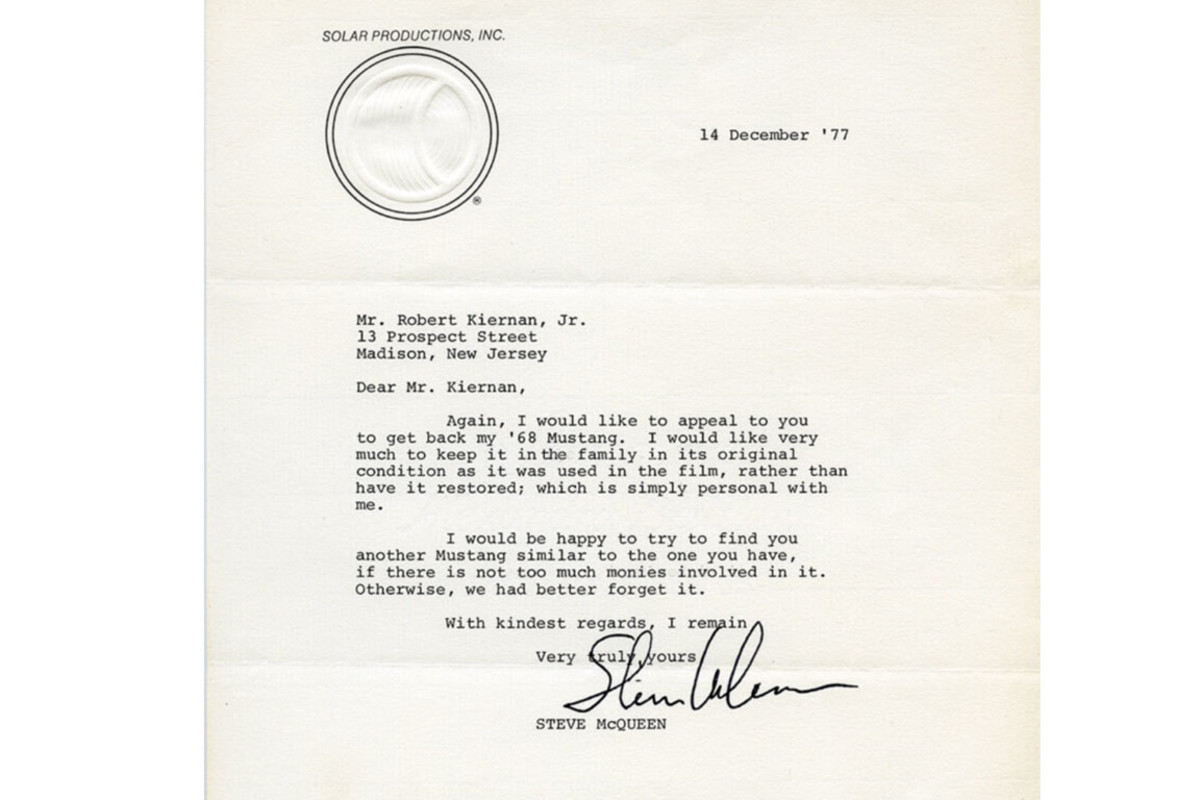 SOLAR PRODUCTIONS, INC.
®
14 December '77
Mr. Robert Kiernan, Jr.
13 Prospect Street
Madison, New Jersey
Dear Mr. Kiernan,
Again, I would like to appeal to you
to get back my '68 Mustang. I would like very
much to keep it in the family in its original
condition as it was used in the film, rather than
have it restored; which is simply personal with
me.
I would be happy to try to find you
another Mustang similar to the one you have,
if there is not too much monies involved in it.
Otherwise, we had better forget it.
With kindest regards, I remain
Very truly yours
Steve McQueen
STEVE McQUEEN